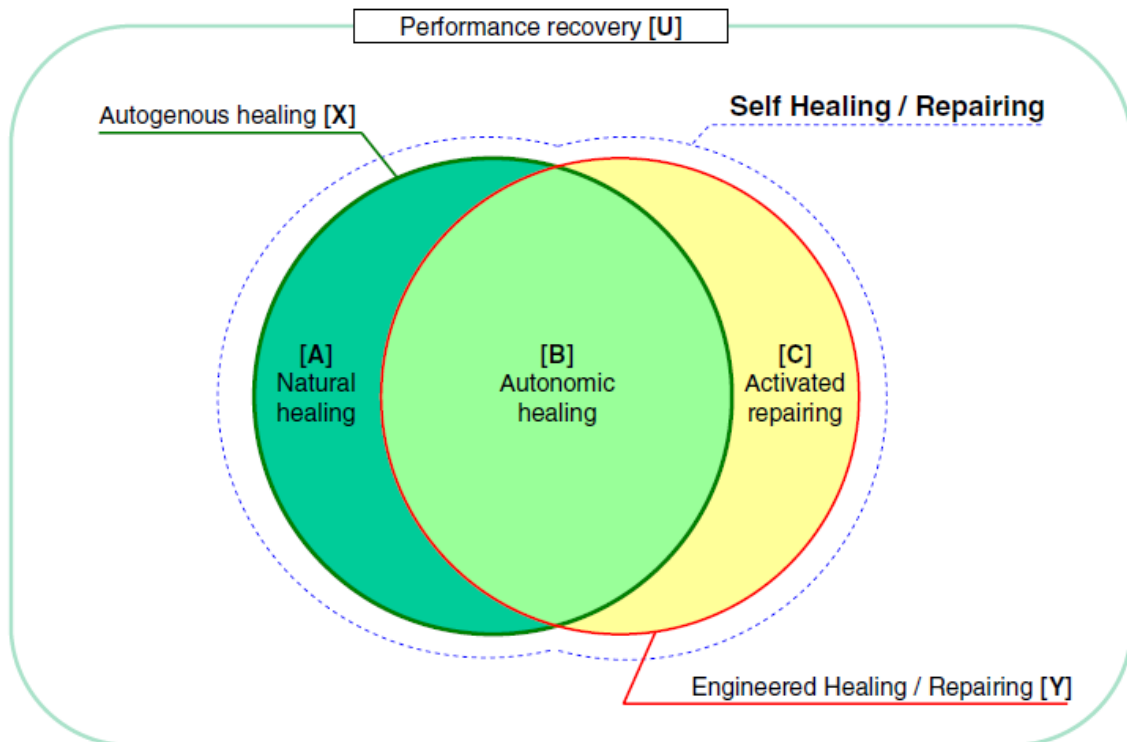 Performance recovery [U]
Autogenous healing [X]
Self Healing / Repairing
[A]
Natural
healing
[B]
Autonomic
healing
[C]
Activated
repairing
Engineered Healing / Repairing [Y]